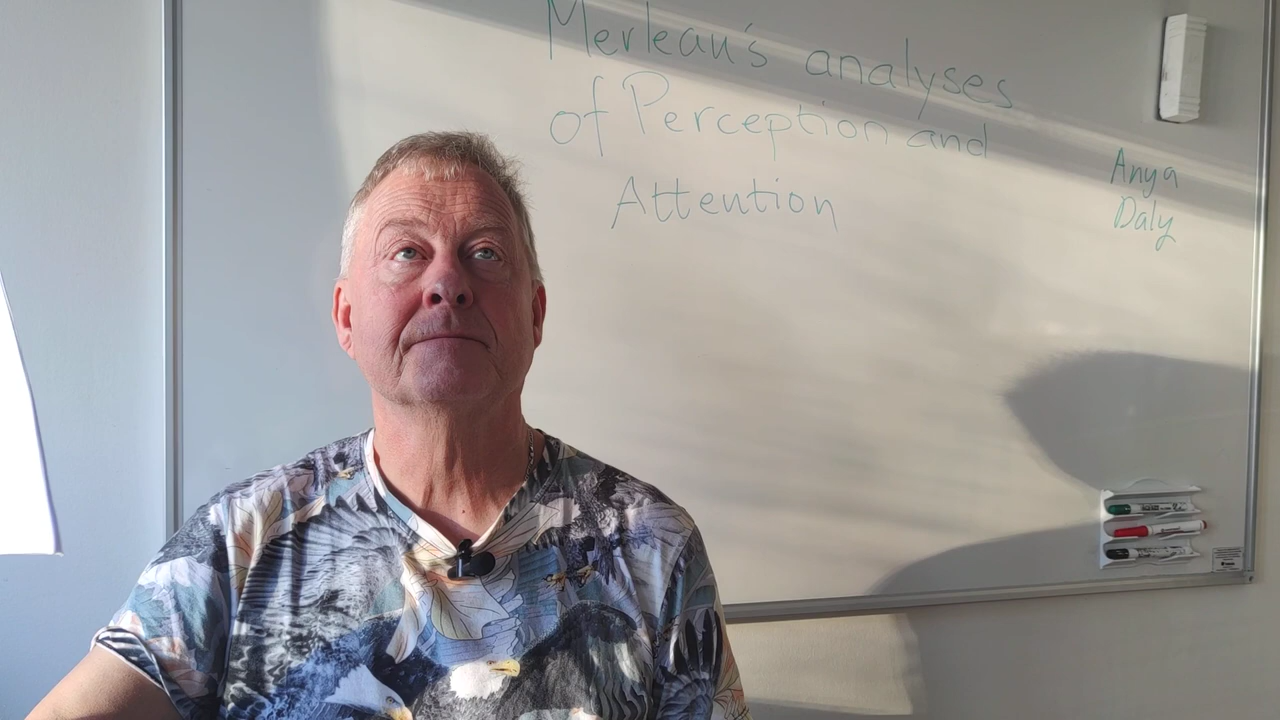 Merleau's analyses
of Perception and
Attention
Anya
Daly